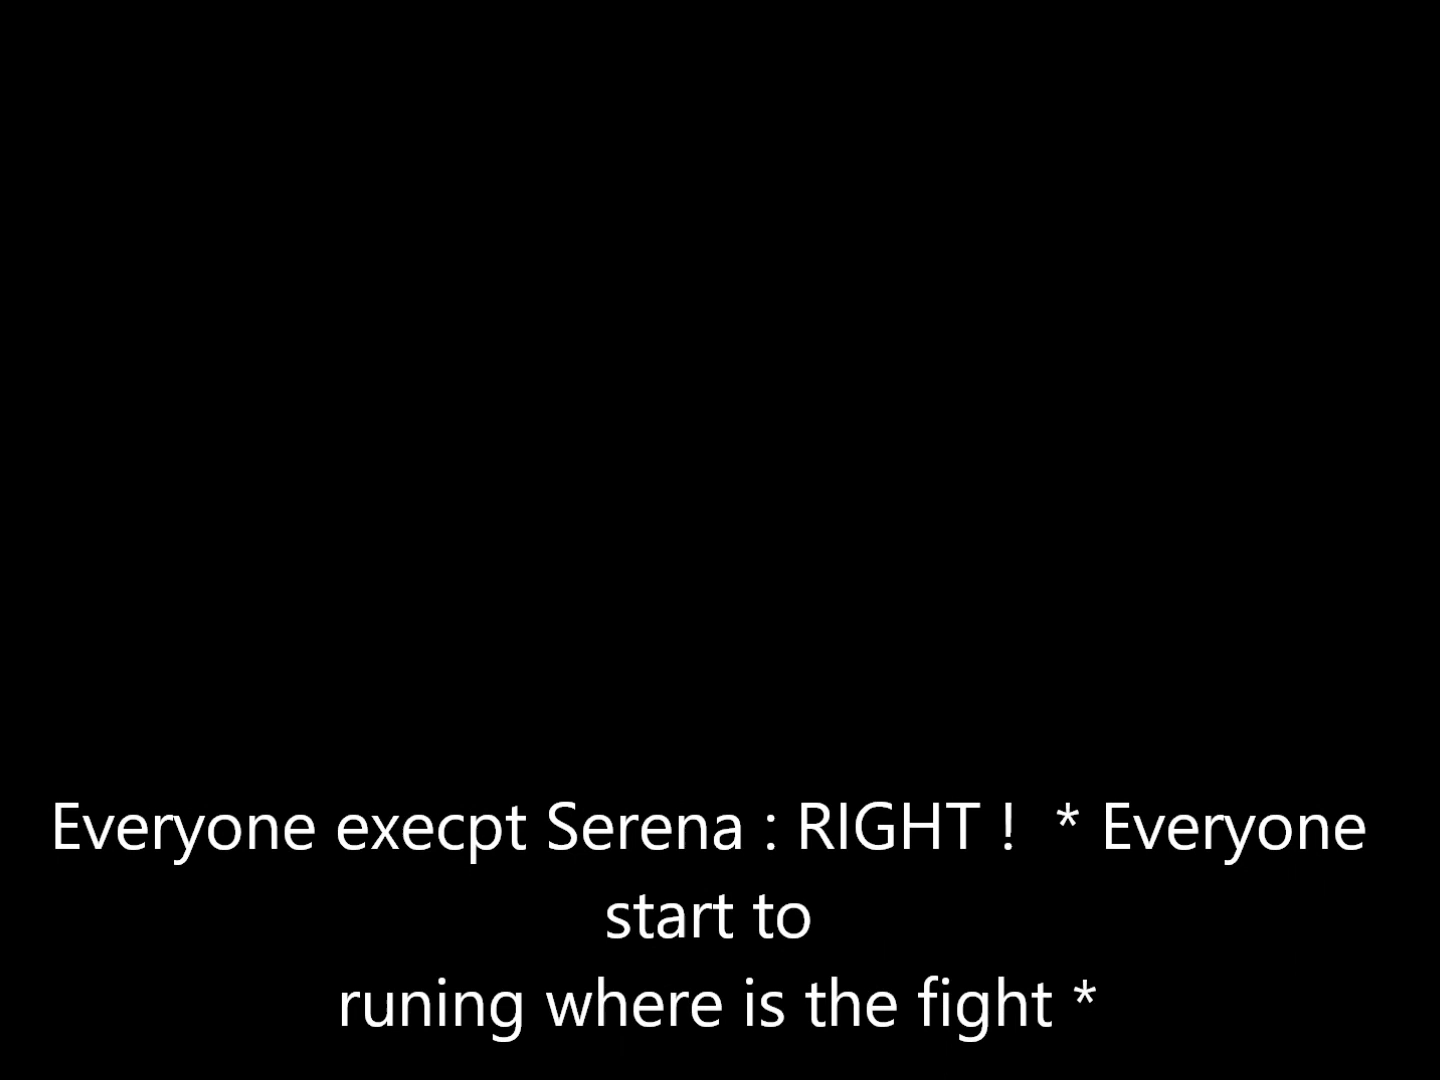 Everyone execpt Serena : RIGHT !  * Everyone
start to
runing where is the fight *